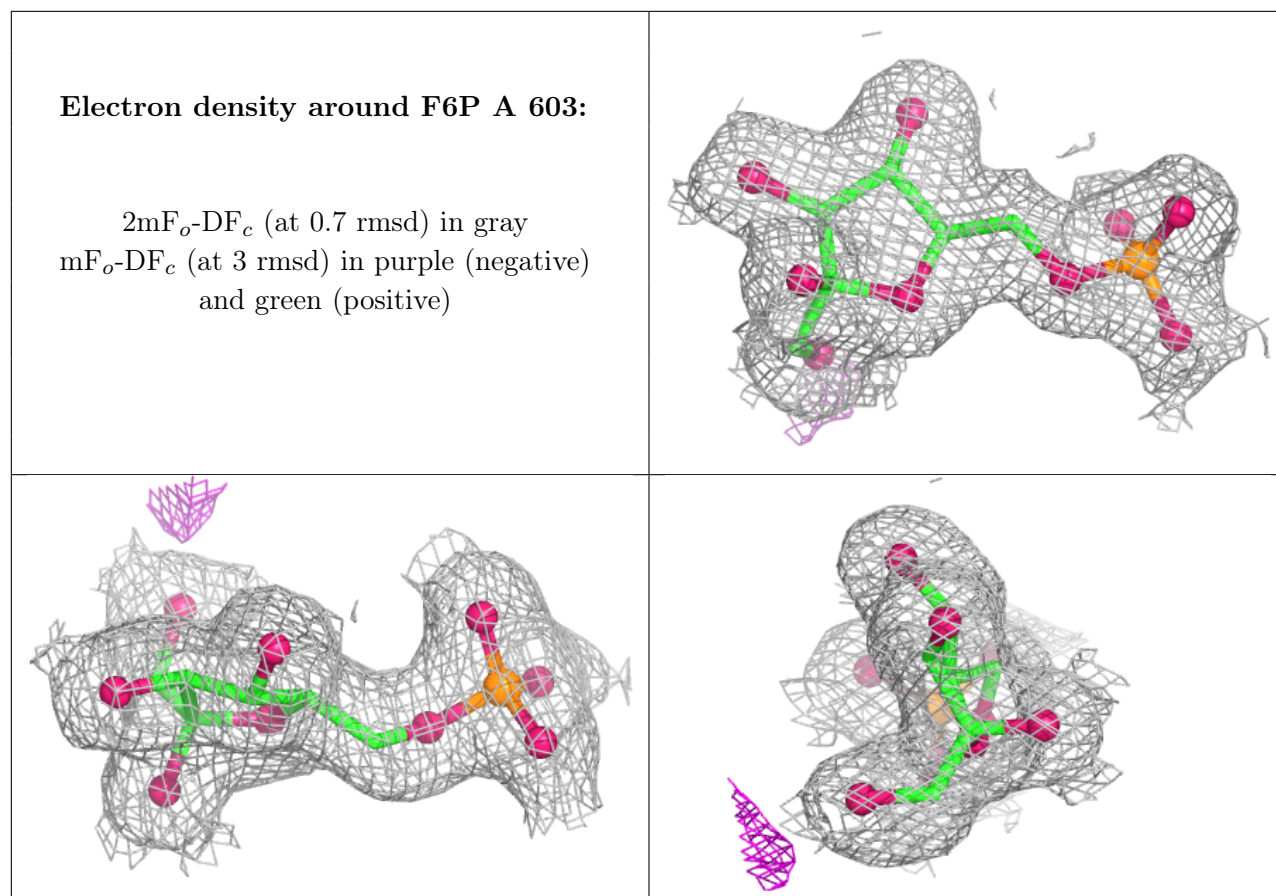 Electron density around F6P A 603:
2mFo-DFc (at 0.7 rmsd) in gray
mFo-DFc (at 3 rmsd) in purple (negative)
and green (positive)